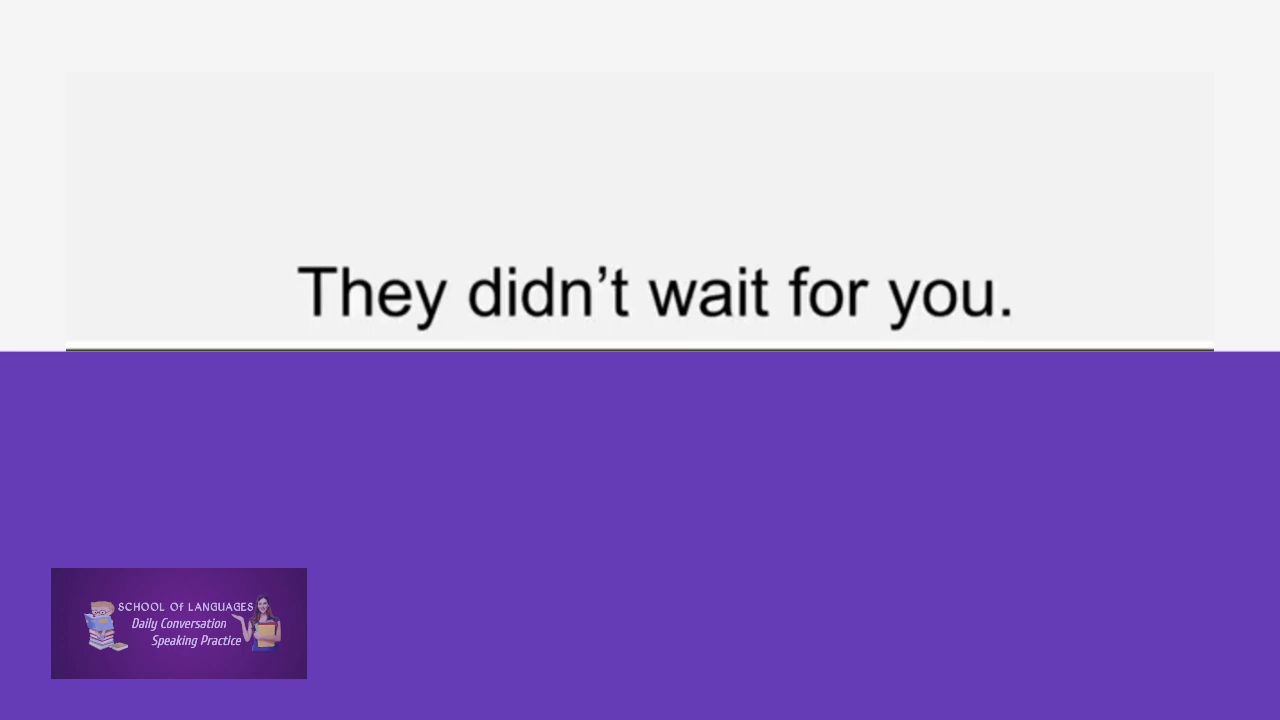 They didn’t wait for you.
SCHOOL Of LANGUAGES
Daily Conversation
Speaking Practice